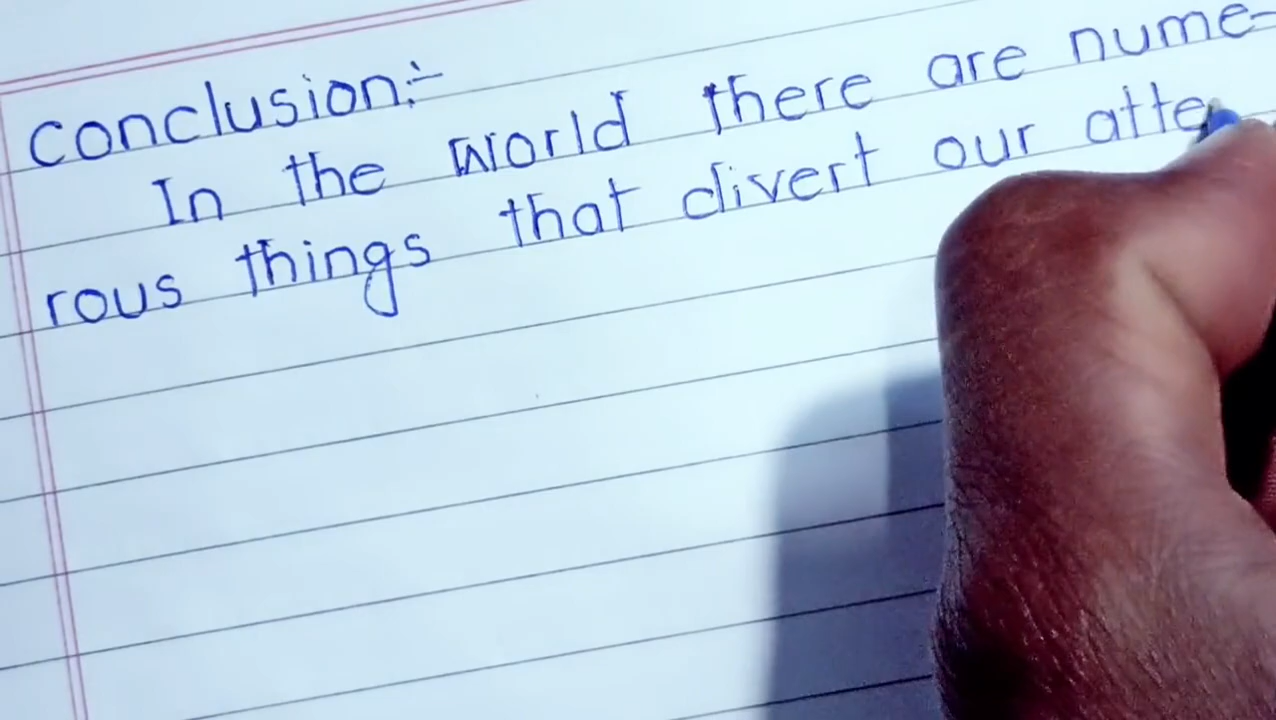 conclusion:-
In the world there are nume-
rous things that divert our atte